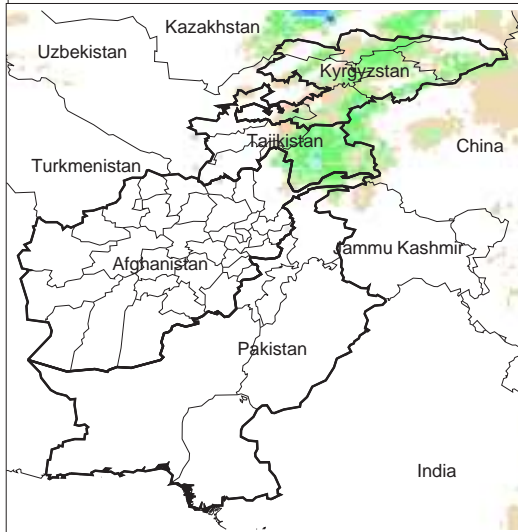 Kazakhstan
Uzbekistan
Kyrgyzstan
Tajikistan
China
Turkmenistan
Jammu Kashmir
Afghanistan
Pakistan
India